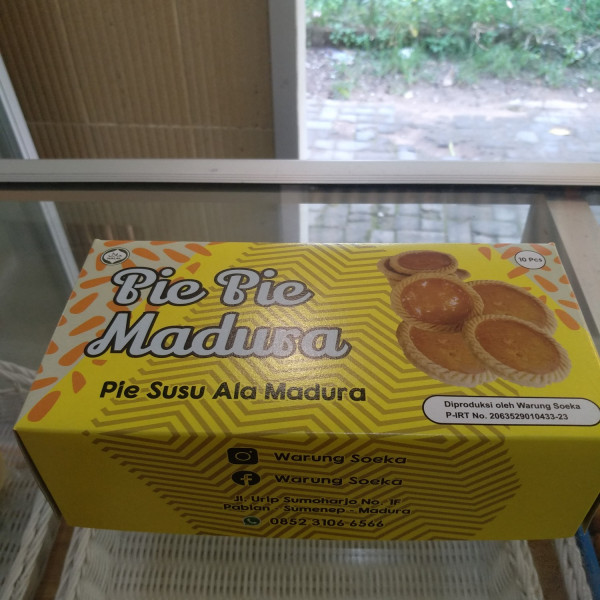 Pie Pie
Madura
Pie Susu Ala Madura
10 Pcs
Diproduksi oleh Warung Soeka
P-IRT No. 2063529010433-23
Warung Soeka
Warung Soeka
Jl. Urip Sumoharjo No. 1F
Pabian - Sumenep - Madura
0852 3106 6566